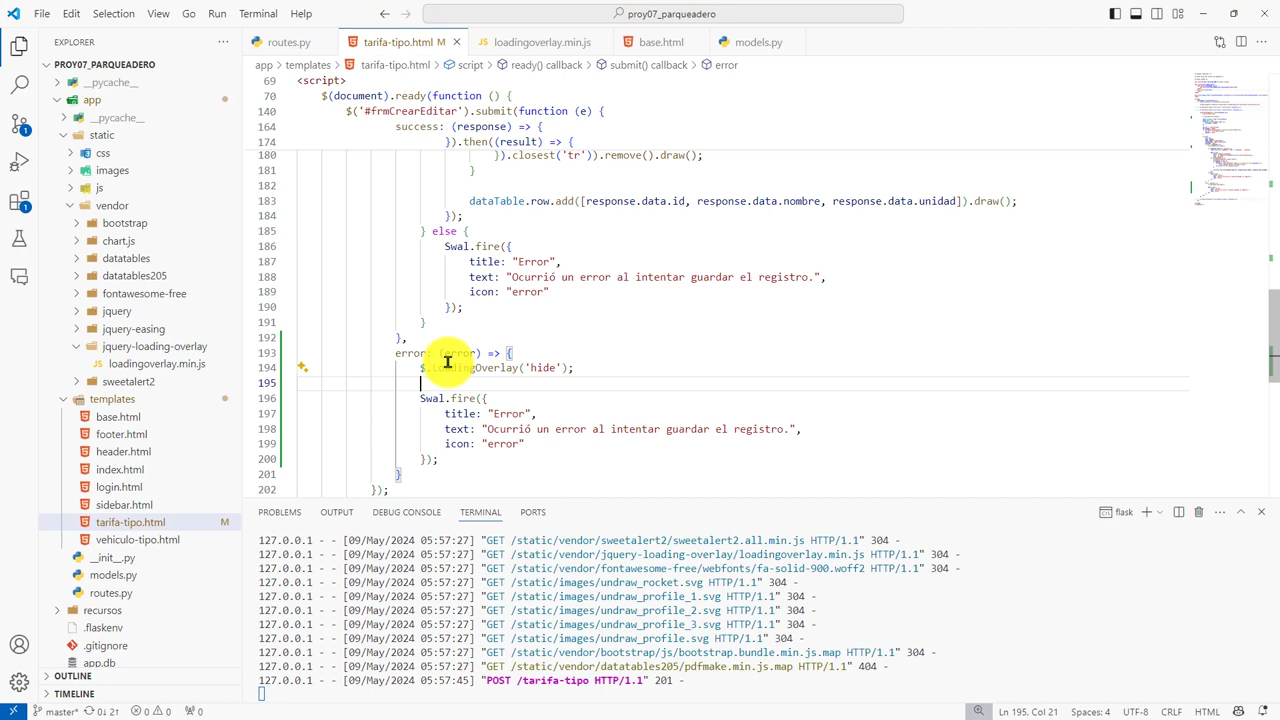 File Edit Selection View Go Run Terminal Help
proy07_parqueadero
EXPLORER
routes.py
tarifa-tipo.html M
loadingoverlay.min.js
base.html
models.py
app > templates > tarifa-tipo.html > script > ready() callback > submit() callback > error
PROY07_PARQUEADERO
__pycache__
app
__pycache__
static
css
images
js
vendor
bootstrap
chart.js
datatables
datatables205
fontawesome-free
jquery
jquery-easing
jquery-loading-overlay
loadingoverlay.min.js
sweetalert2
templates
base.html
footer.html
header.html
index.html
login.html
sidebar.html
tarifa-tipo.html M
vehiculo-tipo.html
__init__.py
models.py
routes.py
recursos
.flaskenv
.gitignore
app.db
OUTLINE
TIMELINE
69 <script>
70 $(document).ready(function
164 success: (response => {
174 }).then((result) => {
180
181
182
183 response.data.nombre, response.data.unidad]).draw();
184 });
185 } else {
186 Swal.fire({
187 title: "Error",
188 text: "Ocurrió un error al intentar guardar el registro.",
189 icon: "error"
190 });
191 }
192 },
193 error: (error) => {
194 $.LoadingOverlay('hide');
195
196 Swal.fire({
197 title: "Error",
198 text: "Ocurrió un error al intentar guardar el registro.",
199 icon: "error"
200 });
201 }
202 });
PROBLEMS OUTPUT DEBUG CONSOLE TERMINAL PORTS
flask
127.0.0.1 - - [09/May/2024 05:57:27] "GET /static/vendor/sweetalert2/sweetalert2.all.min.js HTTP/1.1" 304 -
127.0.0.1 - - [09/May/2024 05:57:27] "GET /static/vendor/jquery-loading-overlay/loadingoverlay.min.js HTTP/1.1" 304 -
127.0.0.1 - - [09/May/2024 05:57:27] "GET /static/vendor/fontawesome-free/webfonts/fa-solid-900.woff2 HTTP/1.1" 304 -
127.0.0.1 - - [09/May/2024 05:57:27] "GET /static/images/undraw_rocket.svg HTTP/1.1" 304 -
127.0.0.1 - - [09/May/2024 05:57:27] "GET /static/images/undraw_profile_1.svg HTTP/1.1" 304 -
127.0.0.1 - - [09/May/2024 05:57:27] "GET /static/images/undraw_profile_2.svg HTTP/1.1" 304 -
127.0.0.1 - - [09/May/2024 05:57:27] "GET /static/images/undraw_profile_3.svg HTTP/1.1" 304 -
127.0.0.1 - - [09/May/2024 05:57:27] "GET /static/images/undraw_profile.svg HTTP/1.1" 304 -
127.0.0.1 - - [09/May/2024 05:57:27] "GET /static/vendor/bootstrap/js/bootstrap.bundle.min.js.map HTTP/1.1" 304 -
127.0.0.1 - - [09/May/2024 05:57:27] "GET /static/vendor/datatables205/pdfmake.min.js.map HTTP/1.1" 404 -
127.0.0.1 - - [09/May/2024 05:57:45] "POST /tarifa-tipo HTTP/1.1" 201 -
master* 0↓ 2↑ 0 0 0 Ln 195, Col 21 Spaces: 4 UTF-8 CRLF HTML